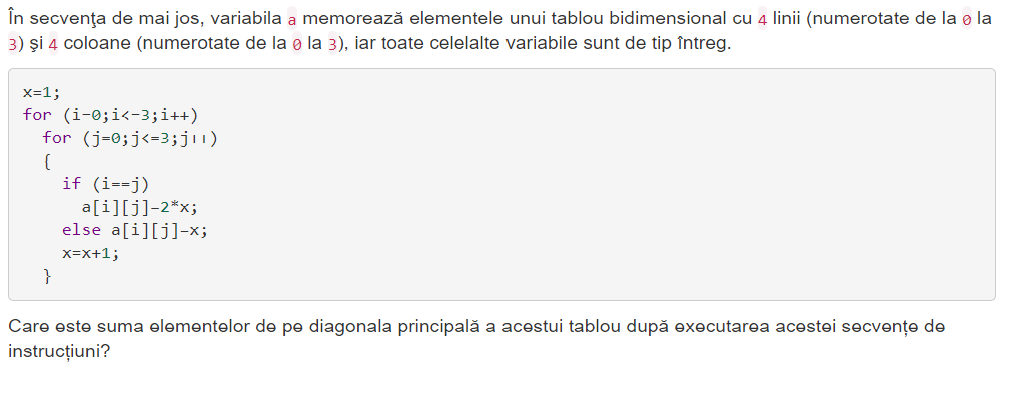 În secvenţa de mai jos, variabila a memorează elementele unui tablou bidimensional cu 4 linii (numerotate de la 0 la
3) şi 4 coloane (numerotate de la 0 la 3), iar toate celelalte variabile sunt de tip întreg.
x=1;
for (i-0;i<-3;i++)
for (j=0;j<=3;jıı)
{
if (i==j)
a[i][j]-2*x;
else a[i][j]-x;
x=x+1;
}
Care este suma elementelor de pe diagonala principală a acestui tablou după executarea acestei secvențe de
instrucțiuni?